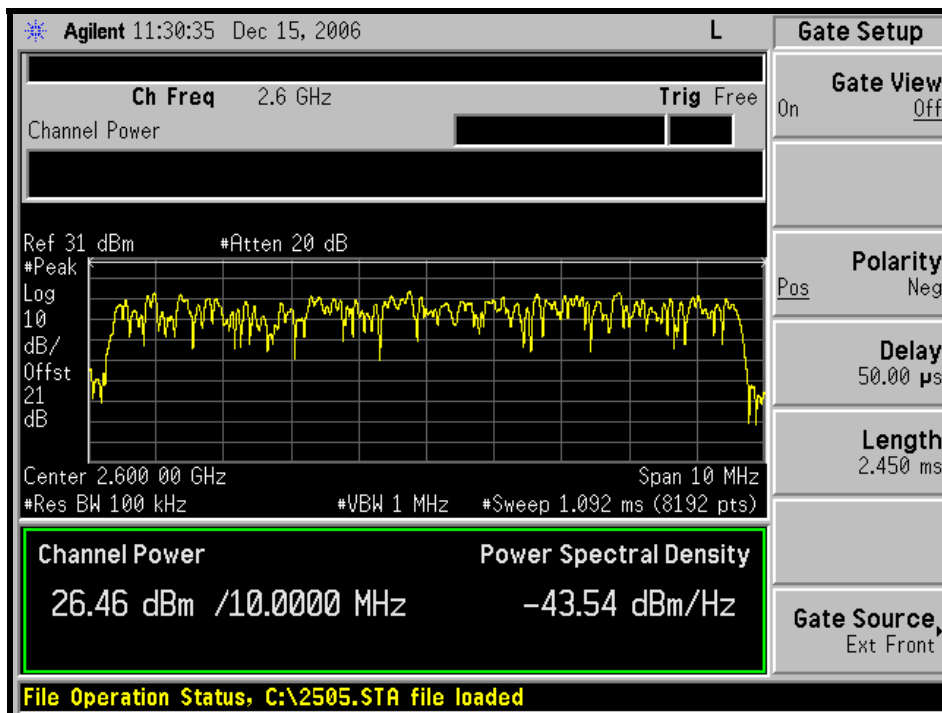 Agilent 11:30:35 Dec 15, 2006 L
Ch Freq 2.6 GHz Trig Free
Channel Power
Ref 31 dBm #Atten 20 dB
#Peak
Log
10
dB/
Offst
21
dB
Center 2.600 00 GHz Span 10 MHz
#Res BW 100 kHz #VBW 1 MHz #Sweep 1.092 ms (8192 pts)
Channel Power Power Spectral Density
26.46 dBm /10.0000 MHz -43.54 dBm/Hz
File Operation Status, C:\2505.STA file loaded
Gate Setup
Gate View
On Off
Polarity
Pos Neg
Delay
50.00 µs
Length
2.450 ms
Gate Source
Ext Front